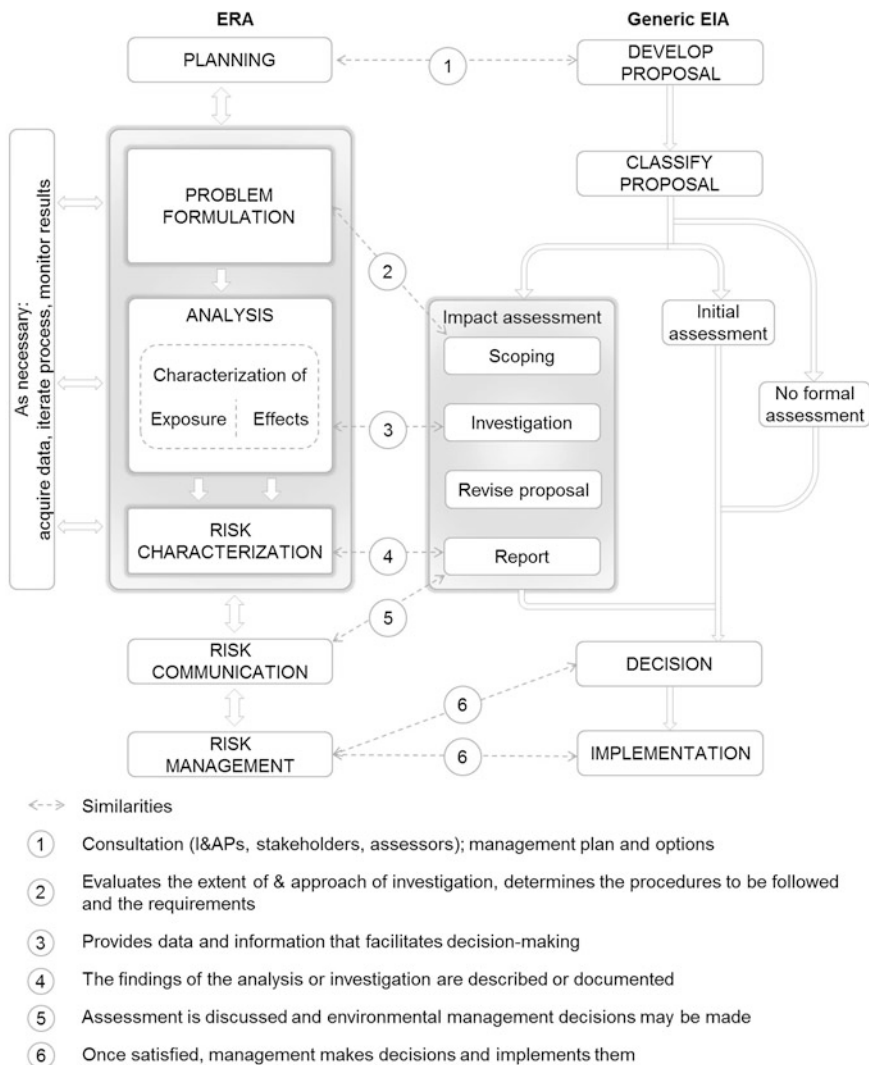 ERA
Generic EIA
PLANNING
1
DEVELOP
PROPOSAL
CLASSIFY
PROPOSAL
As necessary:
acquire data, iterate process, monitor results
PROBLEM
FORMULATION
2
ANALYSIS
Characterization of
Exposure
Effects
3
RISK
CHARACTERIZATION
4
Impact assessment
Scoping
Investigation
Revise proposal
Report
Initial
assessment
No formal
assessment
5
RISK
COMMUNICATION
DECISION
6
RISK
MANAGEMENT
6
IMPLEMENTATION
Similarities
1 Consultation (I&APs, stakeholders, assessors); management plan and options
2 Evaluates the extent of & approach of investigation, determines the procedures to be followed
and the requirements
3 Provides data and information that facilitates decision-making
4 The findings of the analysis or investigation are described or documented
5 Assessment is discussed and environmental management decisions may be made
6 Once satisfied, management makes decisions and implements them